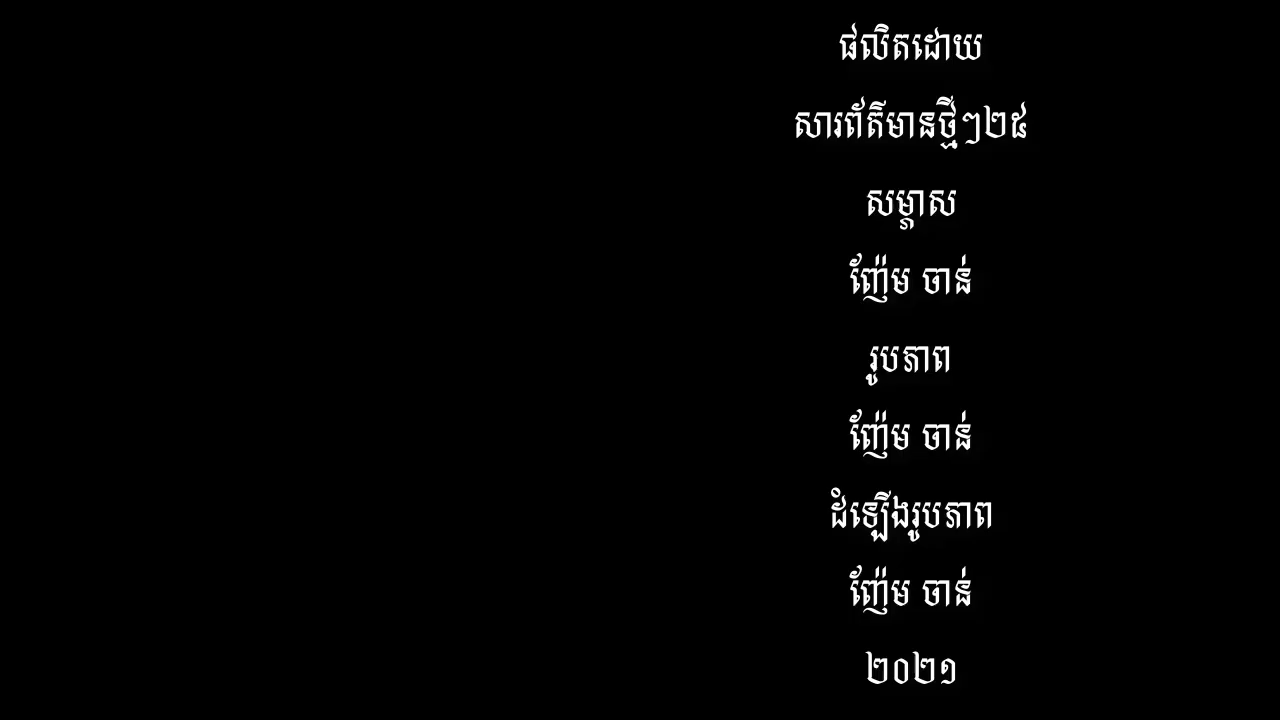 ផលិតដោយ
សារព័ត៌មានថ្មីៗ២៥
សម្ភាស
ញ៉ែម ចាន់
រូបភាព
ញ៉ែម ចាន់
ដំឡើងរូបភាព
ញ៉ែម ចាន់
២០២១